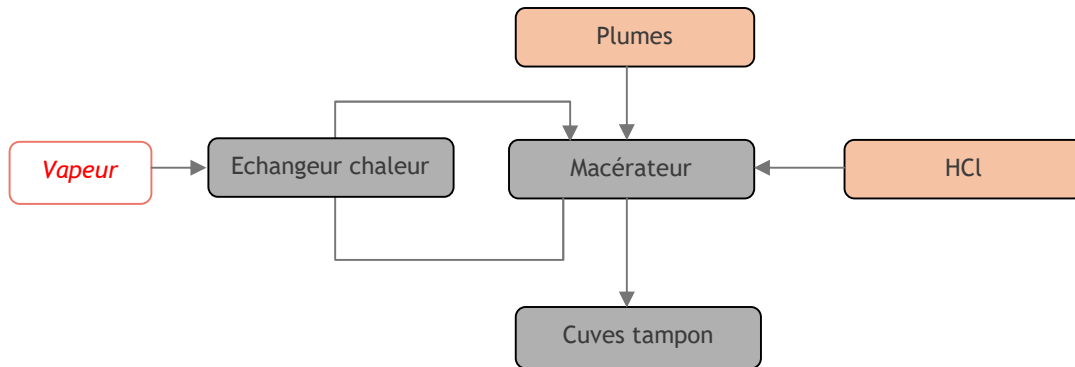 Plumes
Vapeur
Echangeur chaleur
Macérateur
HCl
Cuves tampon